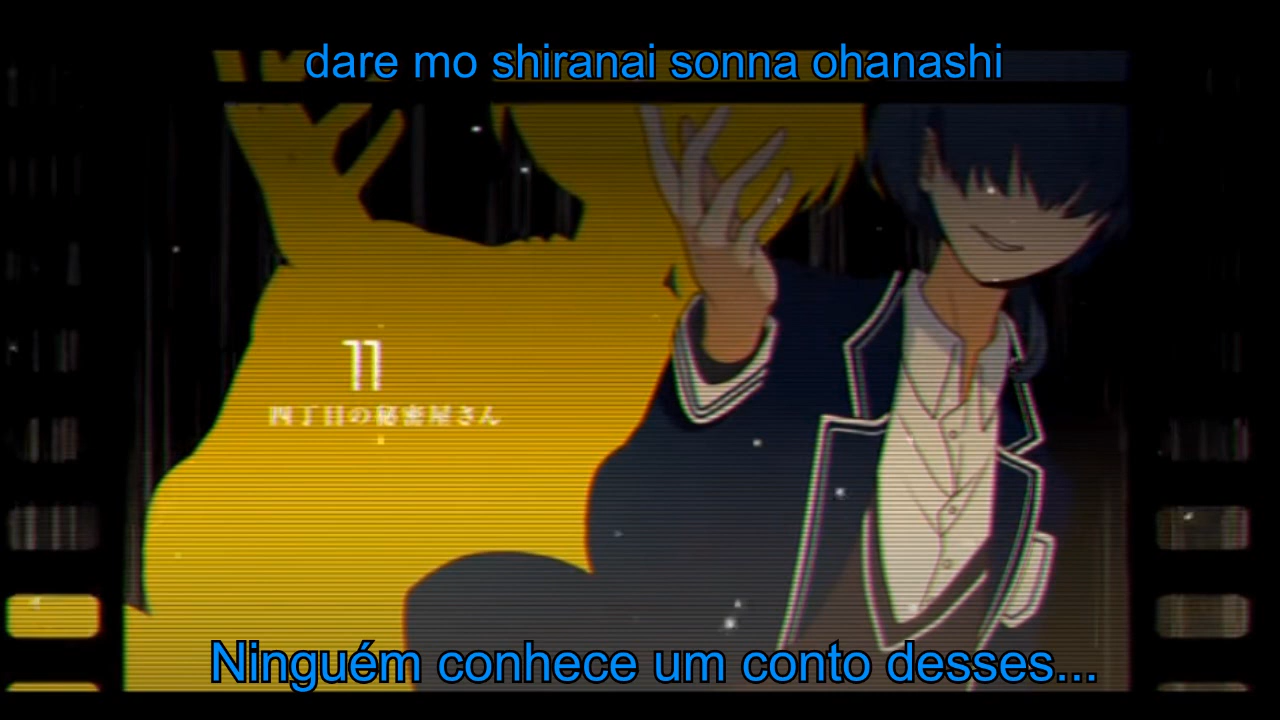 dare mo shiranai sonna ohanashi
11
四丁目の秘密屋さん
Ninguém conhece um conto desses...